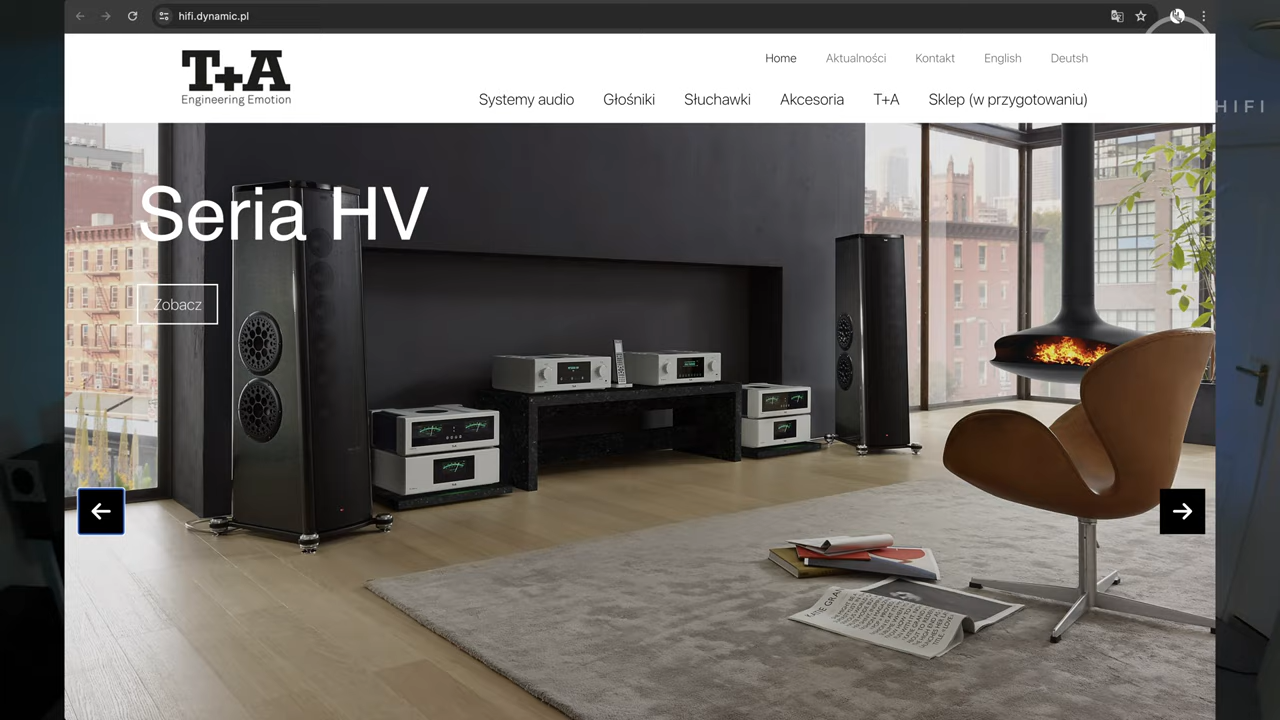 hifi.dynamic.pl
T+A
Engineering Emotion
Home Aktualności Kontakt English Deutsh
Systemy audio Głośniki Słuchawki Akcesoria T+A Sklep (w przygotowaniu)
HIFI
Seria HV
Zobacz